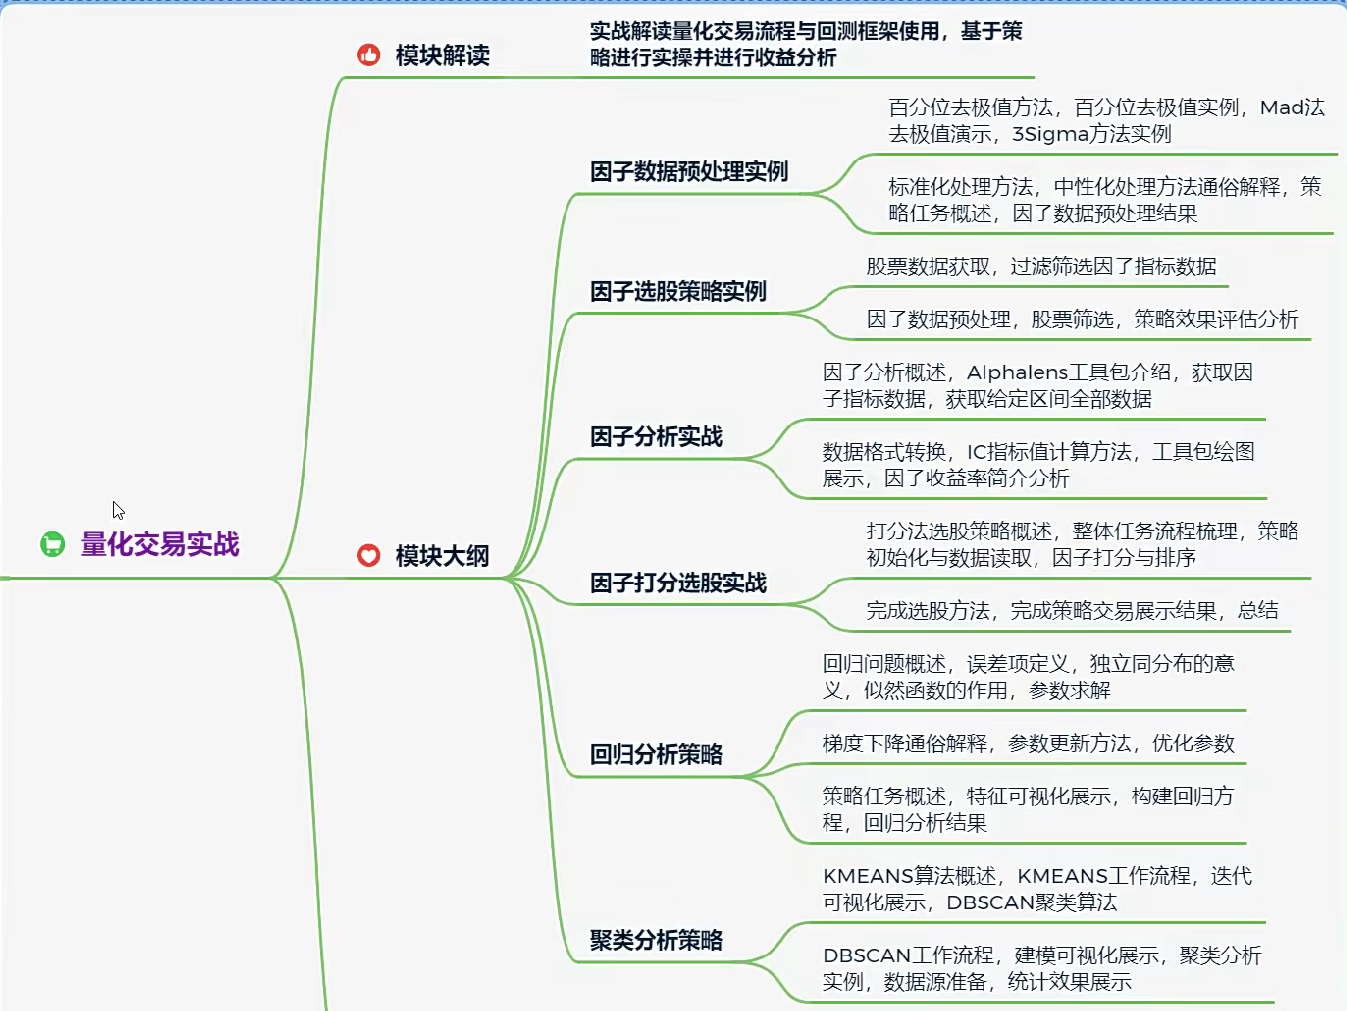 模块解读
实战解读量化交易流程与回测框架使用，基于策
略进行实操并进行收益分析
量化交易实战
模块大纲
因子数据预处理实例
百分位去极值方法，百分位去极值实例，Mad法
去极值演示，3Sigma方法实例
标准化处理方法，中性化处理方法通俗解释，策
略任务概述，因了数据预处理结果
因子选股策略实例
股票数据获取，过滤筛选因了指标数据
因了数据预处理，股票筛选，策略效果评估分析
因子分析实战
因了分析概述，Alphalens工具包介绍，获取因
子指标数据，获取给定区间全部数据
数据格式转换，IC指标值计算方法，工具包绘图
展示，因了收益率简介分析
因子打分选股实战
打分法选股策略概述，整体任务流程梳理，策略
初始化与数据读取，因子打分与排序
完成选股方法，完成策略交易展示结果，总结
回归分析策略
回归问题概述，误差项定义，独立同分布的意
义，似然函数的作用，参数求解
梯度下降通俗解释，参数更新方法，优化参数
策略任务概述，特征可视化展示，构建回归方
程，回归分析结果
聚类分析策略
KMEANS算法概述，KMEANS工作流程，迭代
可视化展示，DBSCAN聚类算法
DBSCAN工作流程，建模可视化展示，聚类分析
实例，数据源准备，统计效果展示